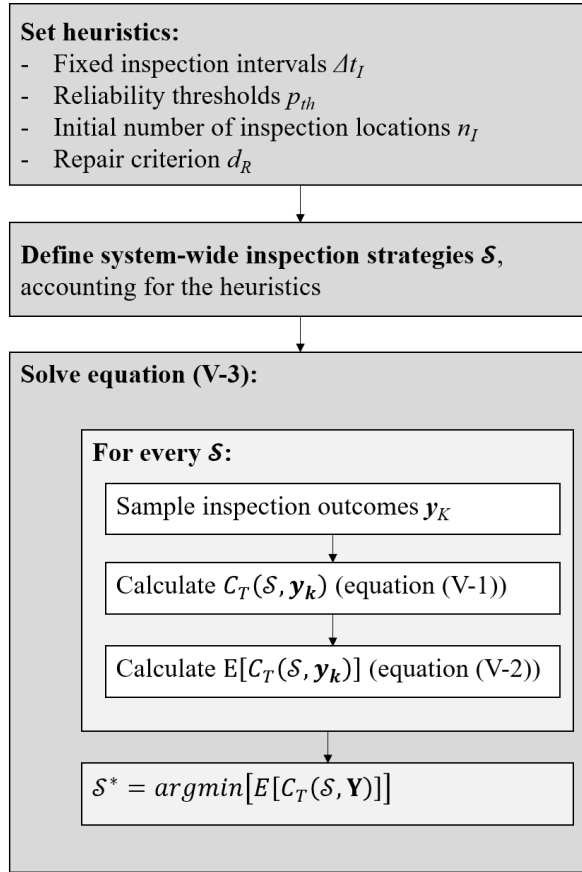 Set heuristics:
- Fixed inspection intervals Δt_I
- Reliability thresholds p_th
- Initial number of inspection locations n_I
- Repair criterion d_R
Define system-wide inspection strategies 𝒮,
accounting for the heuristics
Solve equation (V-3):
For every 𝒮:
Sample inspection outcomes y_K
Calculate C_T(𝒮, y_k) (equation (V-1))
Calculate E[C_T(𝒮, y_k)] (equation (V-2))
𝒮* = argmin[E[C_T(𝒮, Y)]]